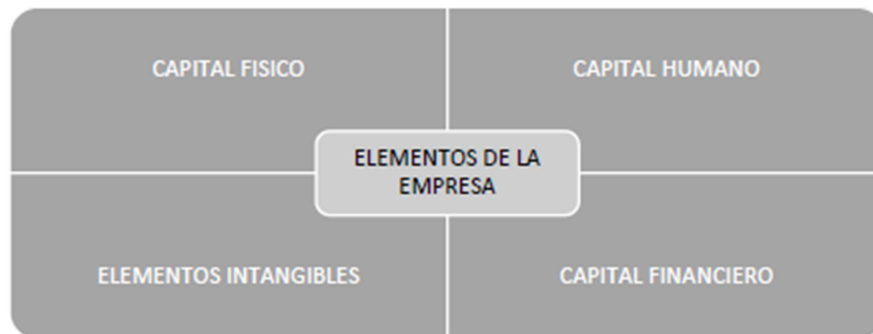 CAPITAL FISICO
CAPITAL HUMANO
ELEMENTOS DE LA
EMPRESA
ELEMENTOS INTANGIBLES
CAPITAL FINANCIERO